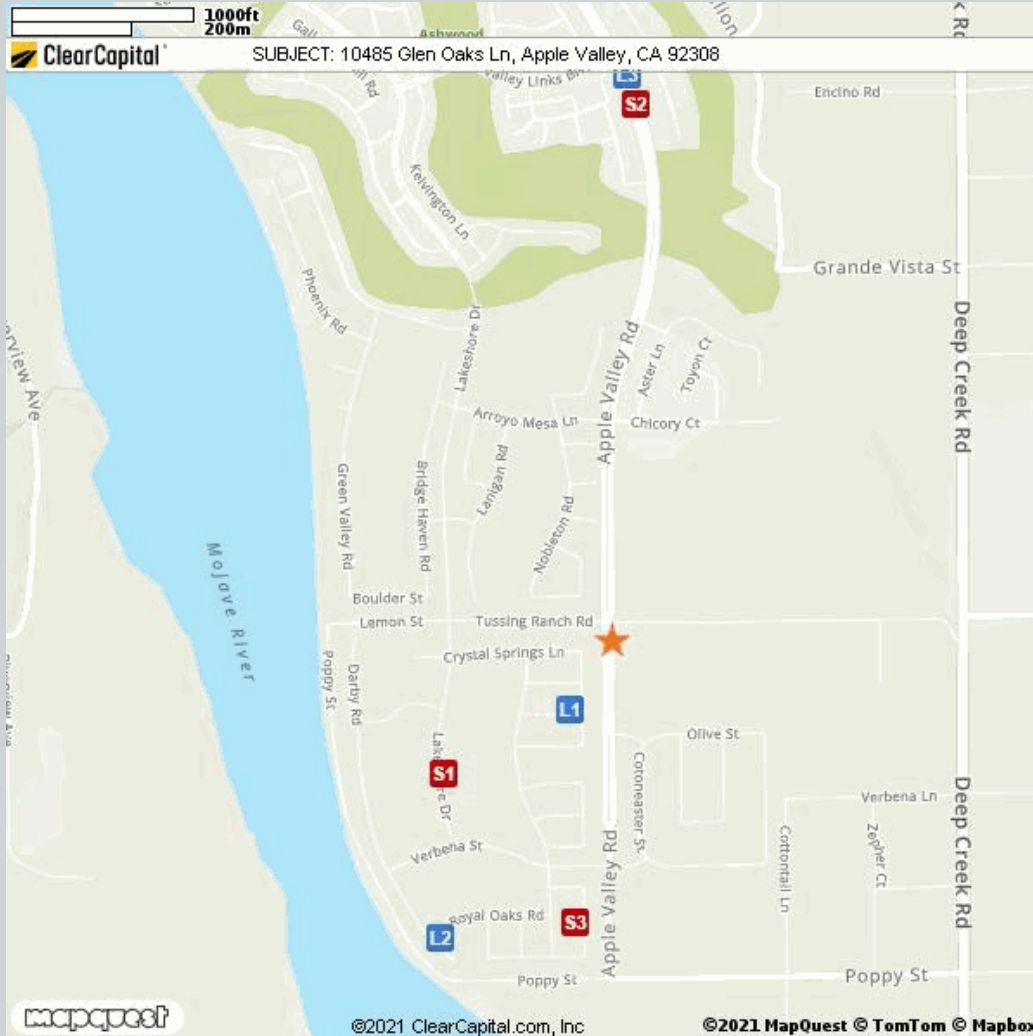 1000ft
200m
ClearCapital
SUBJECT: 10485 Glen Oaks Ln, Apple Valley, CA 92308
Ashwood
L3
S2
Encino Rd
Kelvington Ln
Grande Vista St
Phoenix Rd
Lakeshore Dr
Apple Valley Rd
Aster Ln
Toyon Ct
Deep Creek Rd
Arroyo Mesa Ln
Chicory Ct
Green Valley Rd
Bridge Haven Rd
Lanigan Rd
Nobleton Rd
Mojave River
Boulder St
Lemon St
Tussing Ranch Rd
Crystal Springs Ln
Poppy St
Darby Rd
L1
Olive St
S1
Cotoneaster St
Verbena Ln
Deep Creek Rd
Zepher Ct
Cottontail Ln
Verbena St
Apple Valley Rd
Royal Oaks Rd
S3
L2
Poppy St
Poppy St
mapquest
©2021 ClearCapital.com, Inc
©2021 MapQuest © TomTom © Mapbox